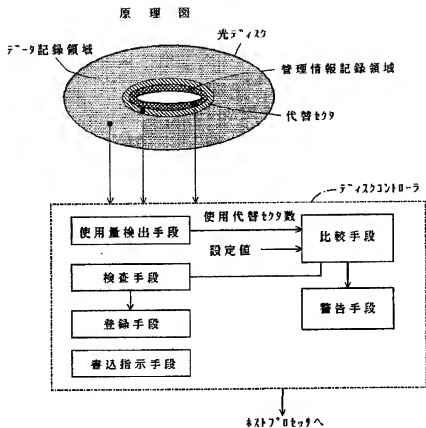 原理図
光ディスク
データ記録領域
管理情報記録領域
代替セクタ
ディスクコントローラ
使用量検出手段
使用代替セクタ数
比較手段
設定値
検査手段
警告手段
登録手段
書込指示手段
ホストプロセッサへ